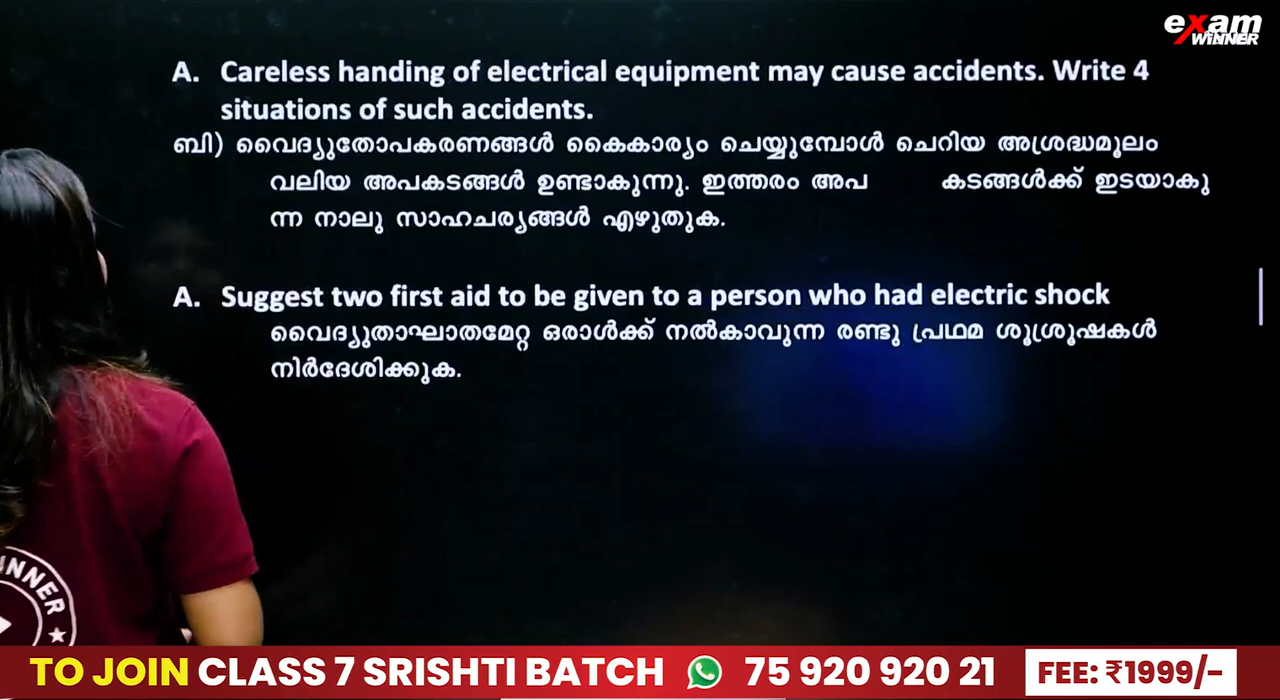 exam
WINNER
A. Careless handing of electrical equipment may cause accidents. Write 4
situations of such accidents.
ബി) വൈദ്യുതോപകരണങ്ങൾ കൈകാര്യം ചെയ്യുമ്പോൾ ചെറിയ അശ്രദ്ധമൂലം
വലിയ അപകടങ്ങൾ ഉണ്ടാകുന്നു. ഇത്തരം അപ കടങ്ങൾക്ക് ഇടയാകു
ന്ന നാലു സാഹചര്യങ്ങൾ എഴുതുക.
A. Suggest two first aid to be given to a person who had electric shock
വൈദ്യുതാഘാതമേറ്റ ഒരാൾക്ക് നൽകാവുന്ന രണ്ടു പ്രഥമ ശുശ്രൂഷകൾ
നിർദേശിക്കുക.
INNER
TO JOIN CLASS 7 SRISHTI BATCH 75 920 920 21 FEE: ₹1999/-